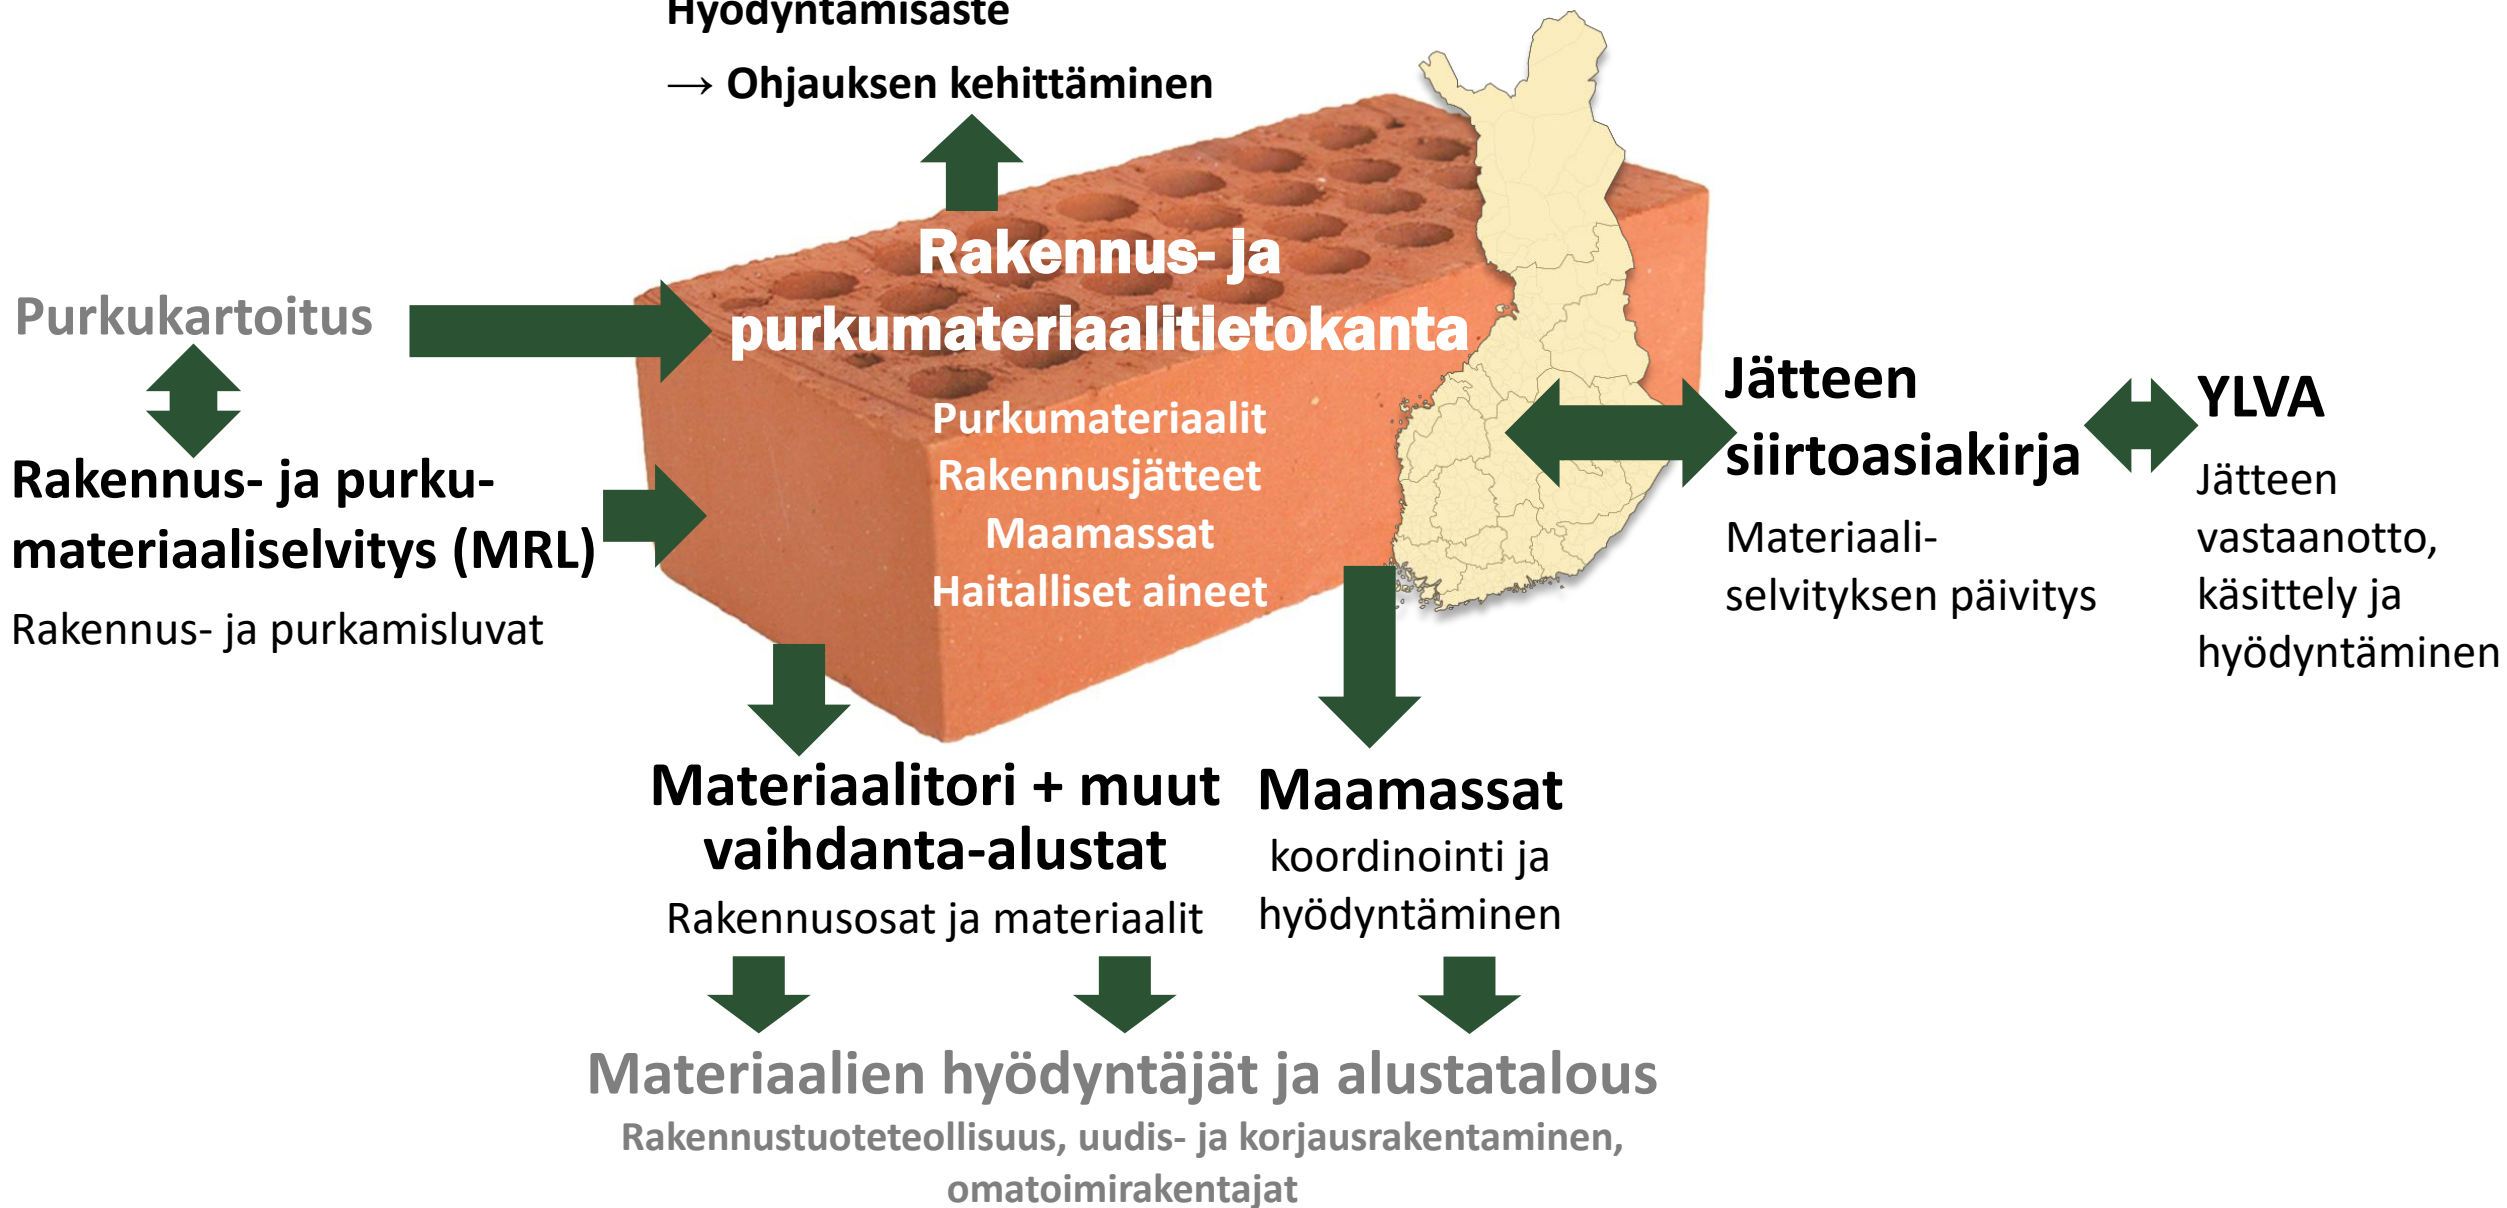 Hyödyntämisaste
→ Ohjauksen kehittäminen
Rakennus- ja
purkumateriaalitietokanta
Purkumateriaalit
Rakennusjätteet
Maamassat
Haitalliset aineet
Purkukartoitus
Rakennus- ja purku-
materiaaliselvitys (MRL)
Rakennus- ja purkamisluvat
Jätteen
siirtoasiakirja
Materiaali-
selvityksen päivitys
YLVA
Jätteen
vastaanotto,
käsittely ja
hyödyntäminen
Materiaalitori + muut
vaihdanta-alustat
Rakennusosat ja materiaalit
Maamassat
koordinointi ja
hyödyntäminen
Materiaalien hyödyntäjät ja alustatalous
Rakennustuoteteollisuus, uudis- ja korjausrakentaminen,
omatoimirakentajat